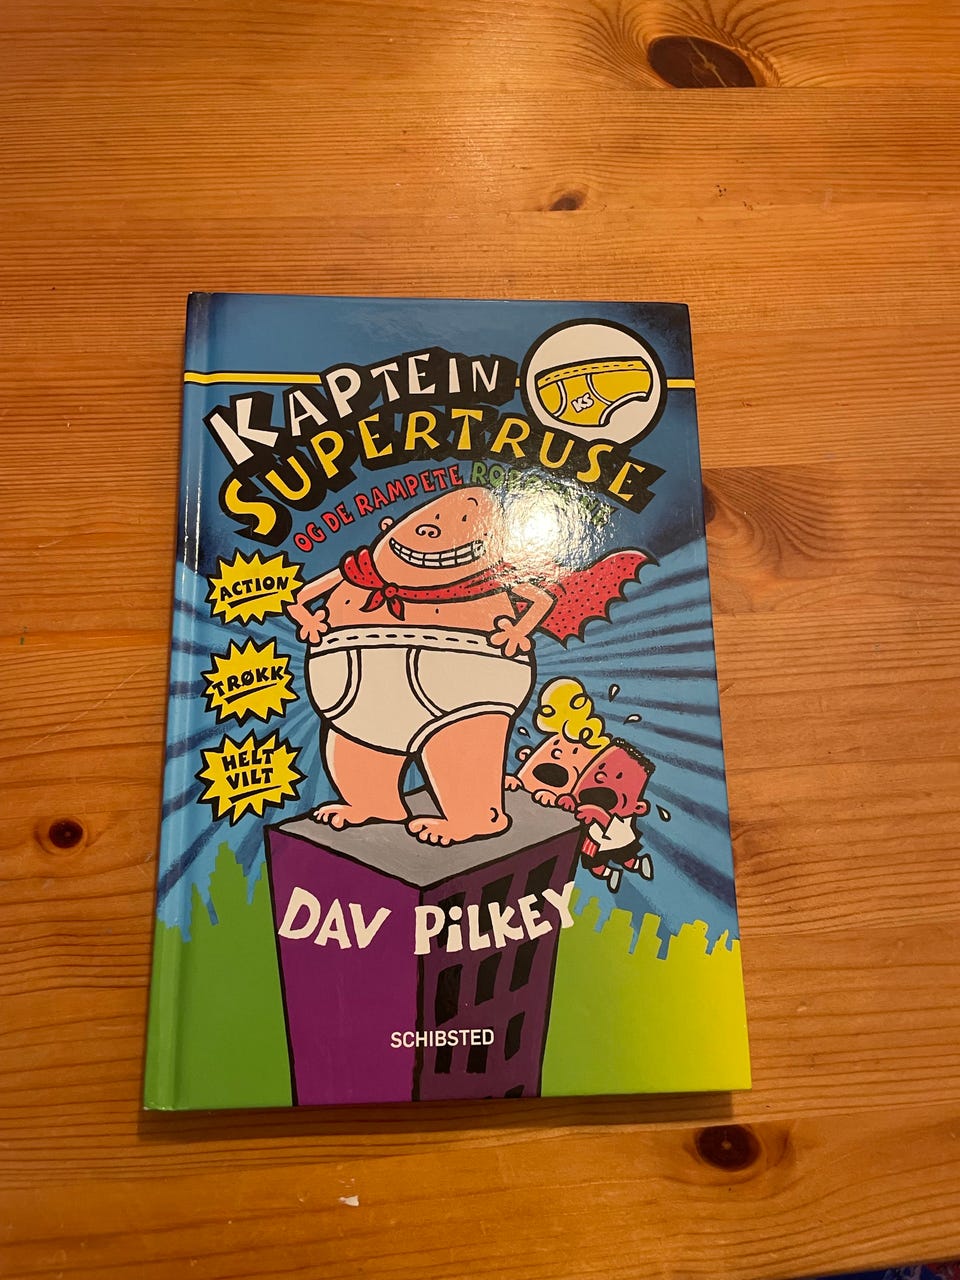 KAPTEIN
SUPERTRUSE
OG DE RAMPETE
KS
ACTION
TRØKK
HELT
VILT
DAV PILKEY
SCHIBSTED